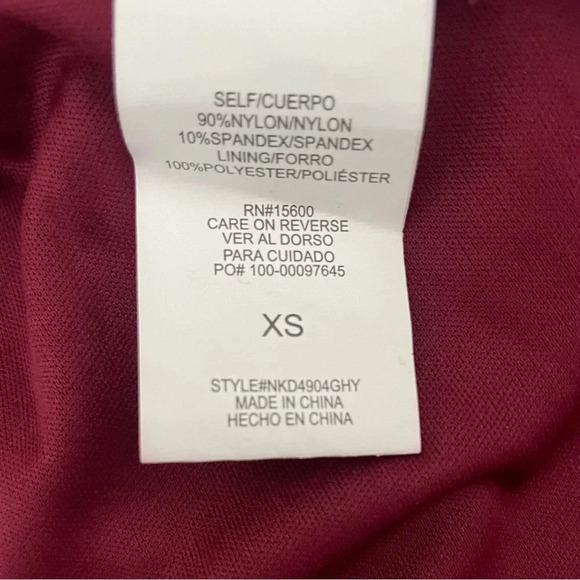 SELF/CUERPO
90%NYLON/NYLON
10%SPANDEX/SPANDEX
LINING/FORRO
100%POLYESTER/POLIÉSTER
RN#15600
CARE ON REVERSE
VER AL DORSO
PARA CUIDADO
PO# 100-00097645
XS
STYLE#NKD4904GHY
MADE IN CHINA
HECHO EN CHINA